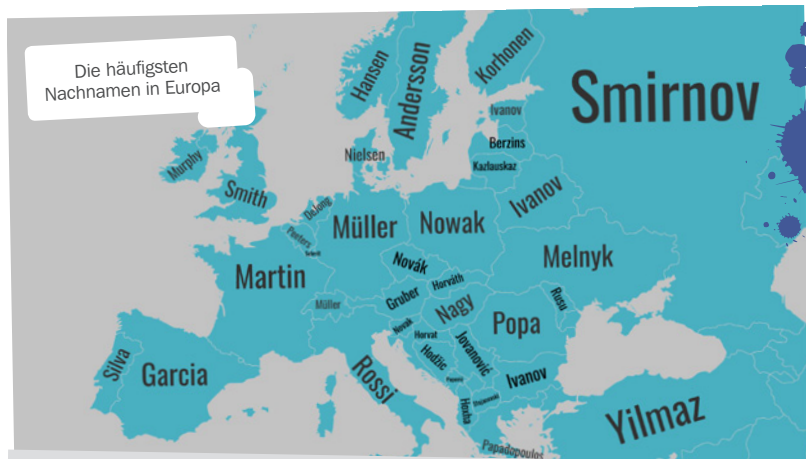 Die häufigsten
Nachnamen in Europa
Hansen
Andersson
Korhonen
Smirnov
Ivanov
Berzins
Kazlauskaz
Nielsen
Murphy
Smith
DeJong
Peeters
Müller
Nowak
Ivanov
Melnyk
Martin
Novák
Horváth
Müller
Gruber
Nagy
Popa
Rusu
Novak
Horvat
Hodžic
Jovanović
Silva
Garcia
Rossi
Ivanov
Hoxha
Yilmaz
Papadopoulos